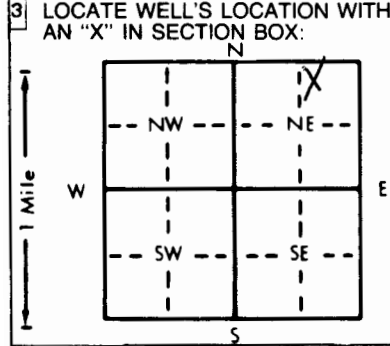 3 LOCATE WELL'S LOCATION WITH
AN "X" IN SECTION BOX:
N
X
NW NE
1 Mile
W E
SW SE
S